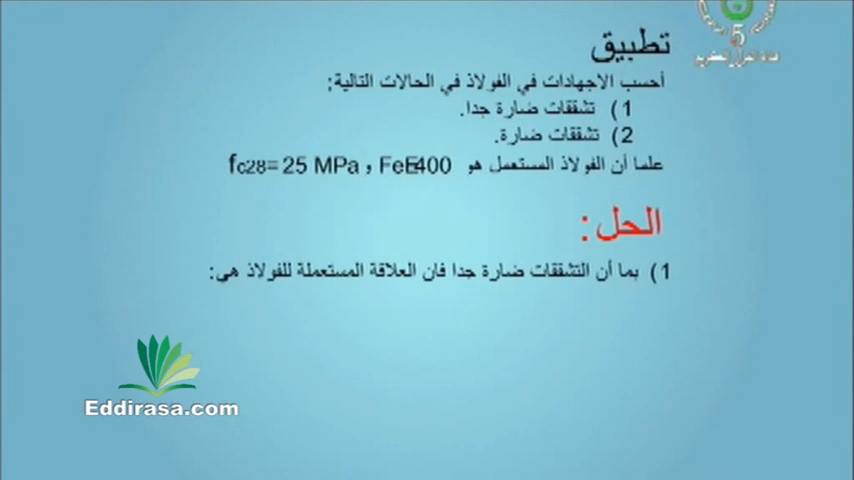 تطبيق
أحسب الاجهادات في الفولاذ في الحالات التالية:
1) تشققات ضارة جدا.
2) تشققات ضارة.
علما أن الفولاذ المستعمل هو FeE400 و fc28= 25 MPa
الحل:
1) بما أن التشققات ضارة جدا فان العلاقة المستعملة للفولاذ هي:
Eddirasa.com
5